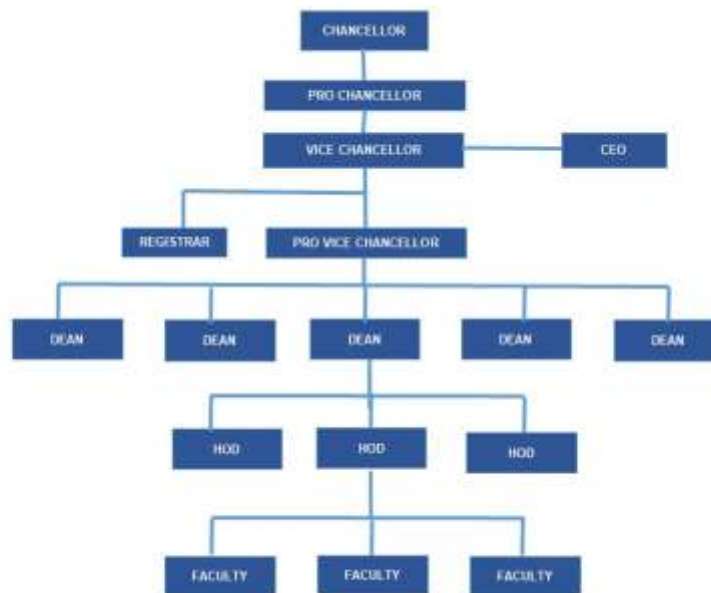 CHANCELLOR
PRO CHANCELLOR
VICE CHANCELLOR
CEO
REGISTRAR
PRO VICE CHANCELLOR
DEAN
DEAN
DEAN
DEAN
DEAN
HOD
HOD
HOD
FACULTY
FACULTY
FACULTY